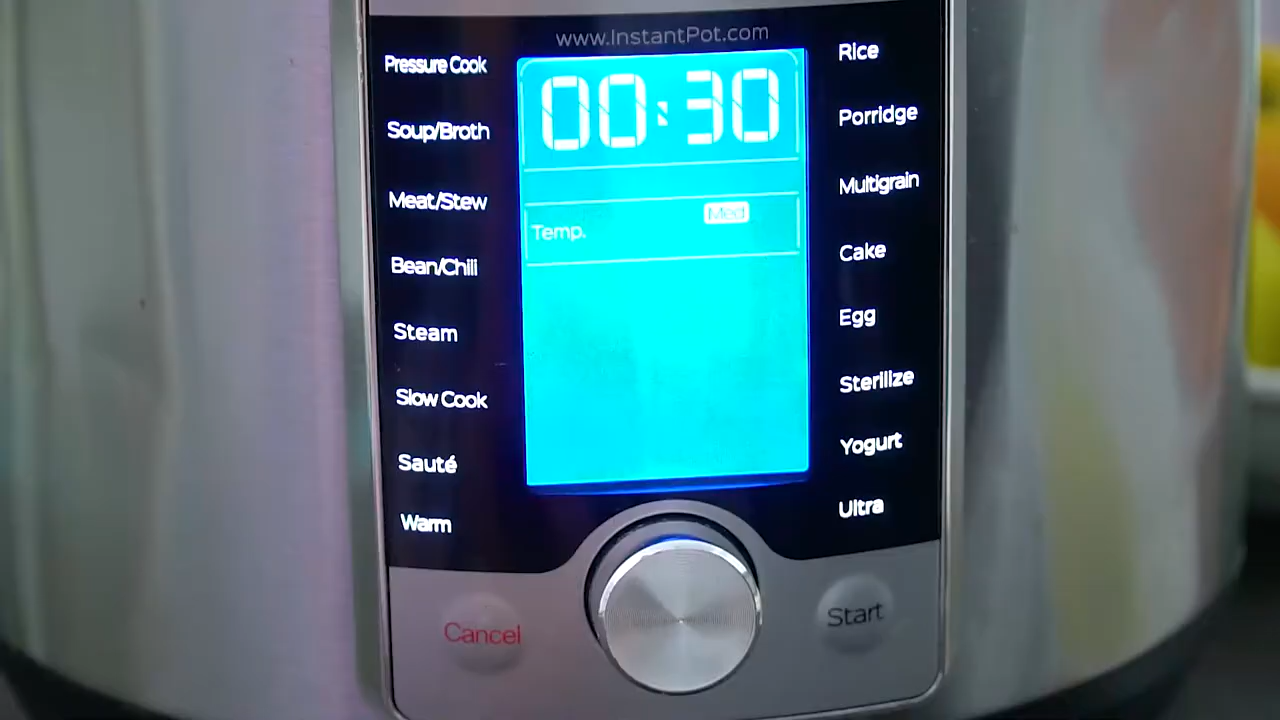 www.InstantPot.com
Pressure Cook
Soup/Broth
Meat/Stew
Bean/Chili
Steam
Slow Cook
Sauté
Warm
00:30
Med
Temp.
Rice
Porridge
Multigrain
Cake
Egg
Sterilize
Yogurt
Ultra
Cancel
Start